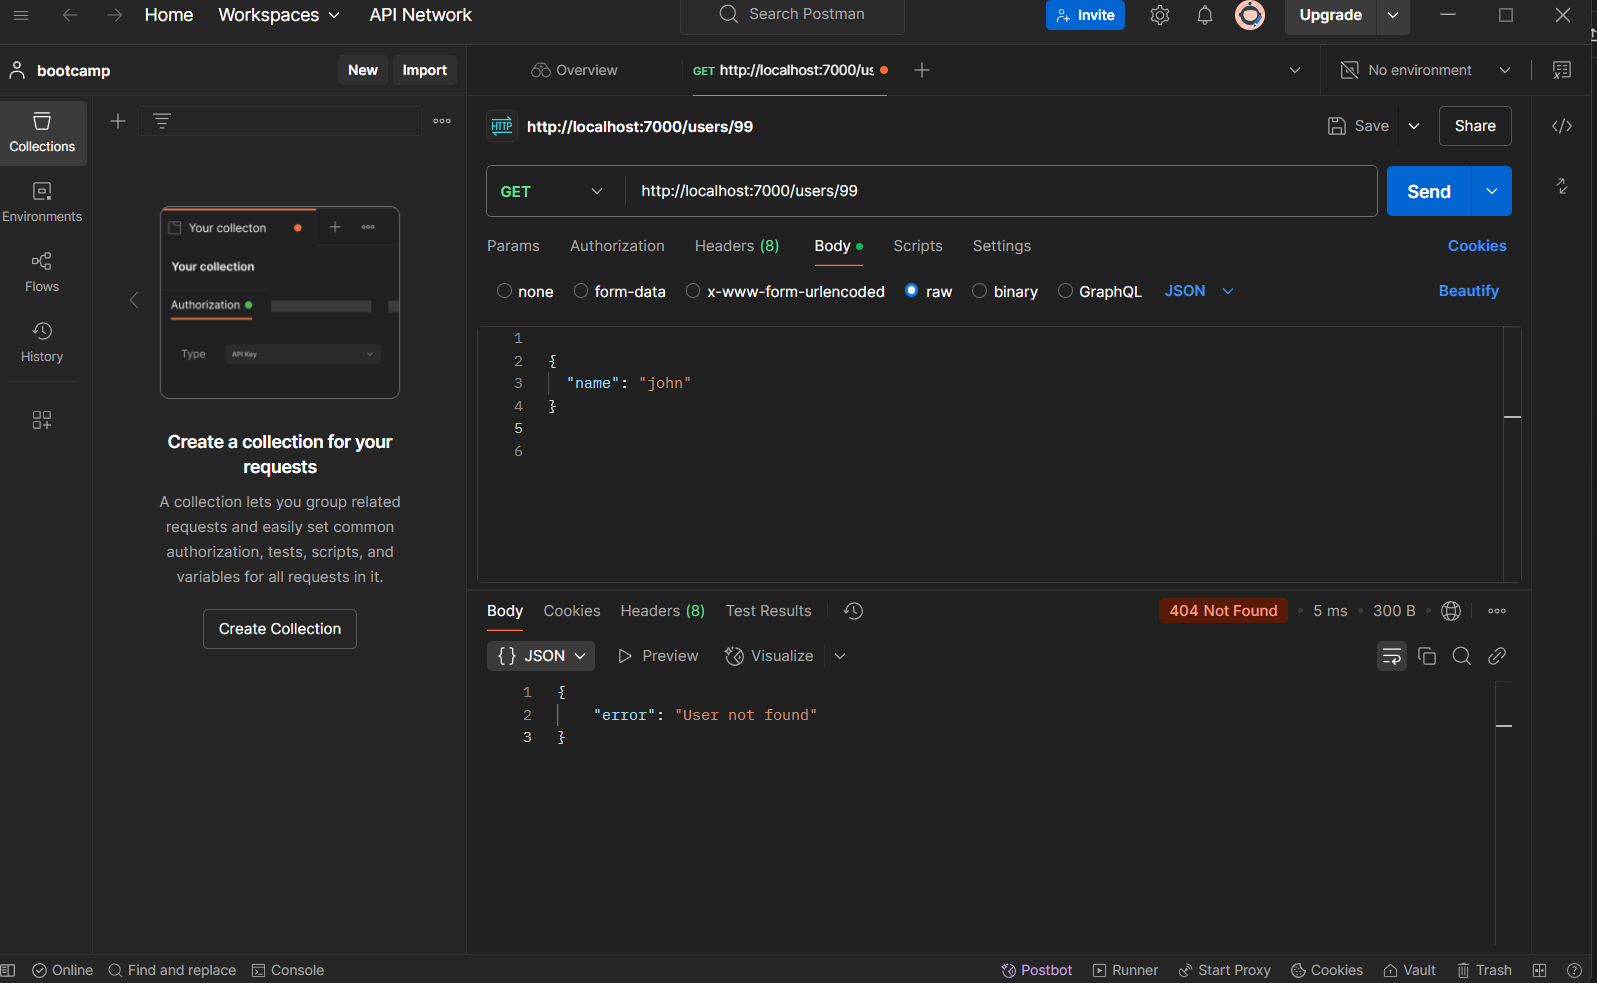 Home Workspaces API Network Search Postman Invite Upgrade
bootcamp New Import Overview GET http://localhost:7000/us No environment
Collections
Environments
Flows
History
Your collecton
Your collection
Authorization
Type API Key
Create a collection for your
requests
A collection lets you group related
requests and easily set common
authorization, tests, scripts, and
variables for all requests in it.
Create Collection
HTTP http://localhost:7000/users/99 Save Share
GET http://localhost:7000/users/99 Send
Params Authorization Headers (8) Body Scripts Settings Cookies
none form-data x-www-form-urlencoded raw binary GraphQL JSON Beautify
1
2 {
3 "name": "john"
4 }
5
6
Body Cookies Headers (8) Test Results 404 Not Found 5 ms 300 B
{} JSON Preview Visualize
1 {
2 "error": "User not found"
3 }
Online Find and replace Console Postbot Runner Start Proxy Cookies Vault Trash